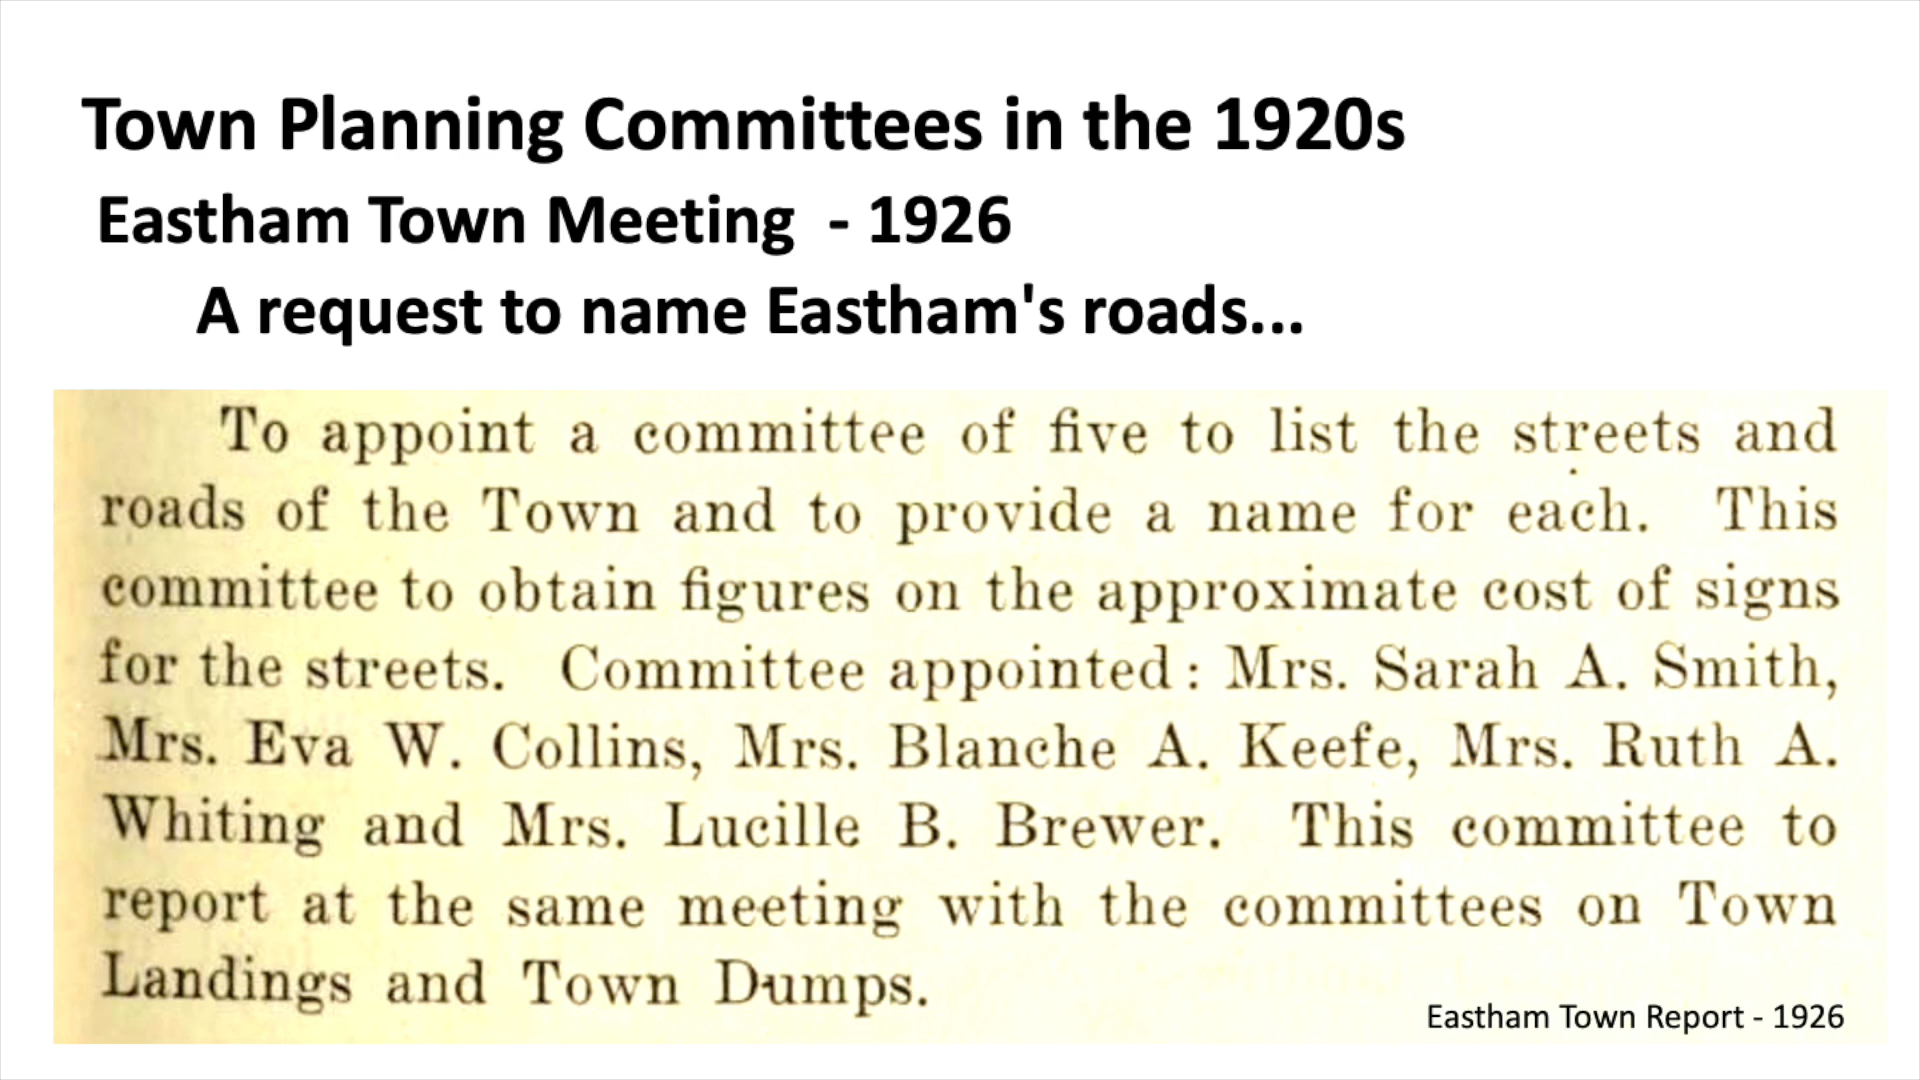 Town Planning Committees in the 1920s
Eastham Town Meeting - 1926
A request to name Eastham's roads...
To appoint a committee of five to list the streets and
roads of the Town and to provide a name for each. This
committee to obtain figures on the approximate cost of signs
for the streets. Committee appointed: Mrs. Sarah A. Smith,
Mrs. Eva W. Collins, Mrs. Blanche A. Keefe, Mrs. Ruth A.
Whiting and Mrs. Lucille B. Brewer. This committee to
report at the same meeting with the committees on Town
Landings and Town Dumps.
Eastham Town Report - 1926